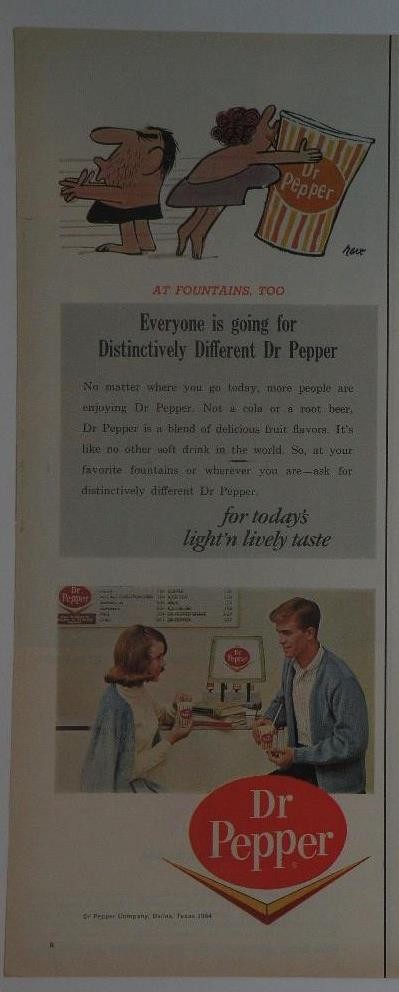 Dr
Pepper
AT FOUNTAINS, TOO
Everyone is going for
Distinctively Different Dr Pepper
No matter where you go today, more people are
enjoying Dr Pepper. Not a cola or a root beer,
Dr Pepper is a blend of delicious fruit flavors. It's
like no other soft drink in the world. So, at your
favorite fountains or wherever you are—ask for
distinctively different Dr Pepper.
for today's
light'n lively taste
Dr
Pepper
Dr
Pepper
Dr
Pepper
Dr Pepper Company, Dallas, Texas 1964